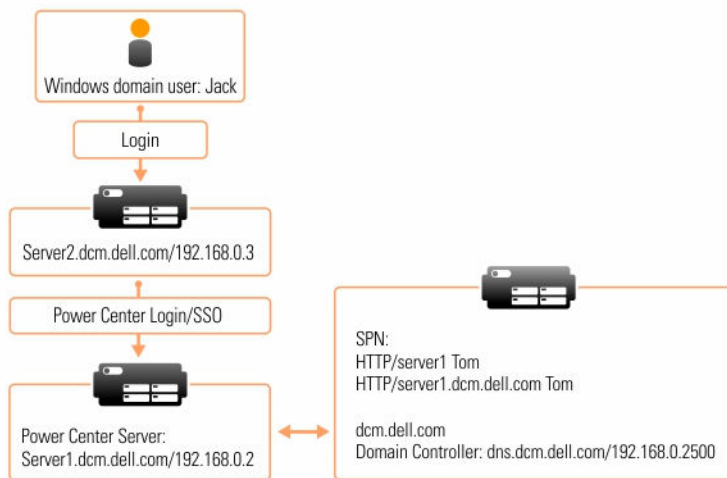 Windows domain user: Jack
Login
Server2.dcm.dell.com/192.168.0.3
Power Center Login/SSO
Power Center Server:
Server1.dcm.dell.com/192.168.0.2
SPN:
HTTP/server1 Tom
HTTP/server1.dcm.dell.com Tom
dcm.dell.com
Domain Controller: dns.dcm.dell.com/192.168.0.2500